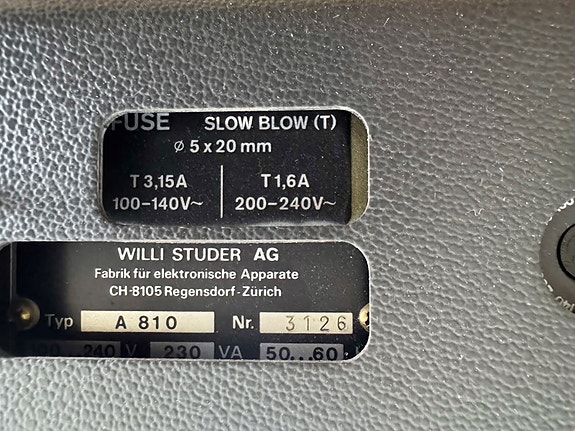 FUSE SLOW BLOW (T)
ø 5 x 20 mm
T 3,15A T 1,6A
100-140V~ 200-240V~
WILLI STUDER AG
Fabrik für elektronische Apparate
CH-8105 Regensdorf-Zürich
Typ A 810 Nr. 3126
240 V 230 VA 50...60